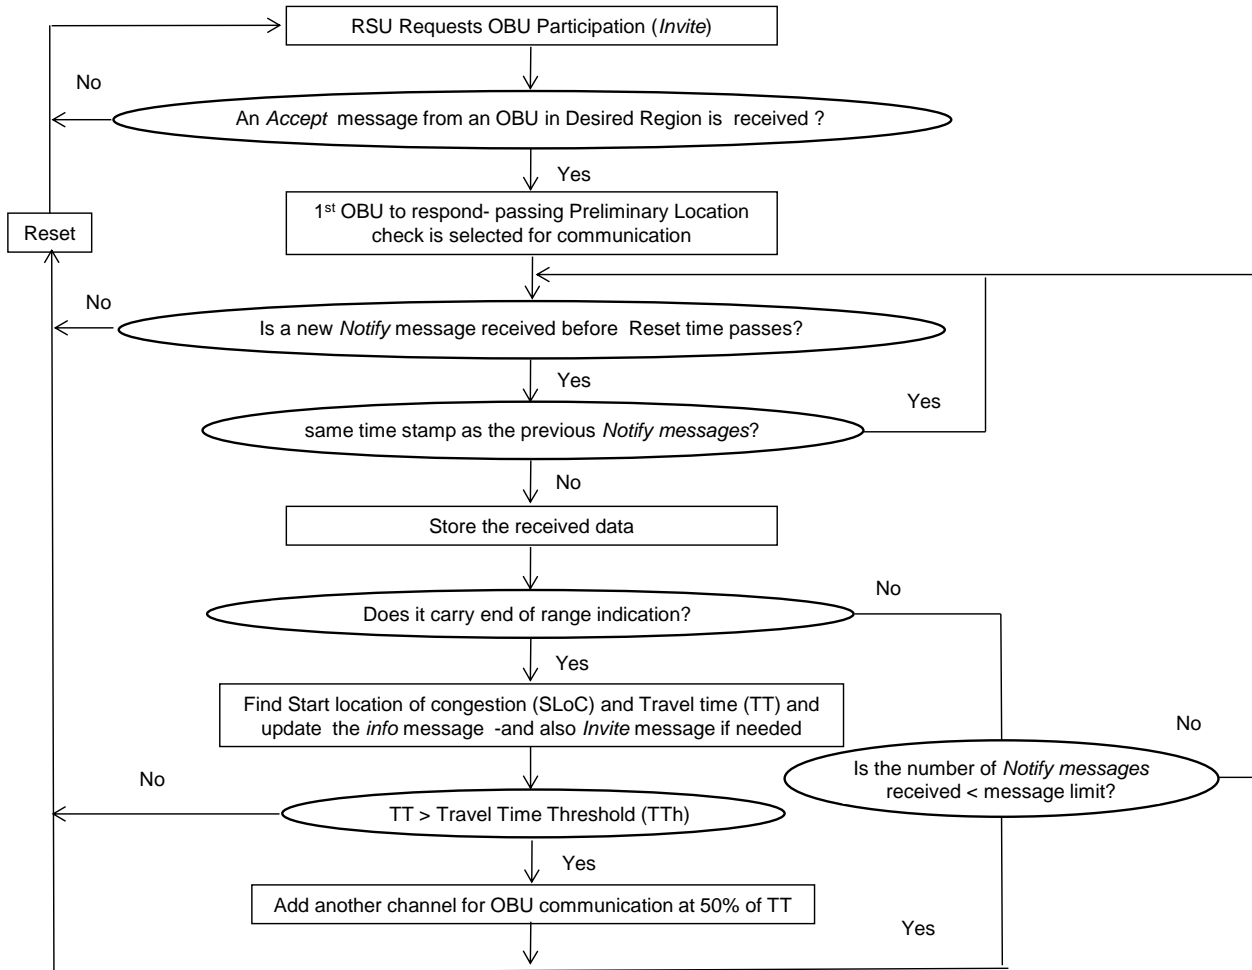 RSU Requests OBU Participation (Invite)
No
An Accept message from an OBU in Desired Region is received ?
Yes
1st OBU to respond- passing Preliminary Location
check is selected for communication
Reset
No
Is a new Notify message received before Reset time passes?
Yes
Yes
same time stamp as the previous Notify messages?
No
Store the received data
No
Does it carry end of range indication?
Yes
Find Start location of congestion (SLoC) and Travel time (TT) and
update the info message -and also Invite message if needed
No
Is the number of Notify messages
received < message limit?
No
TT > Travel Time Threshold (TTh)
Yes
Add another channel for OBU communication at 50% of TT
Yes